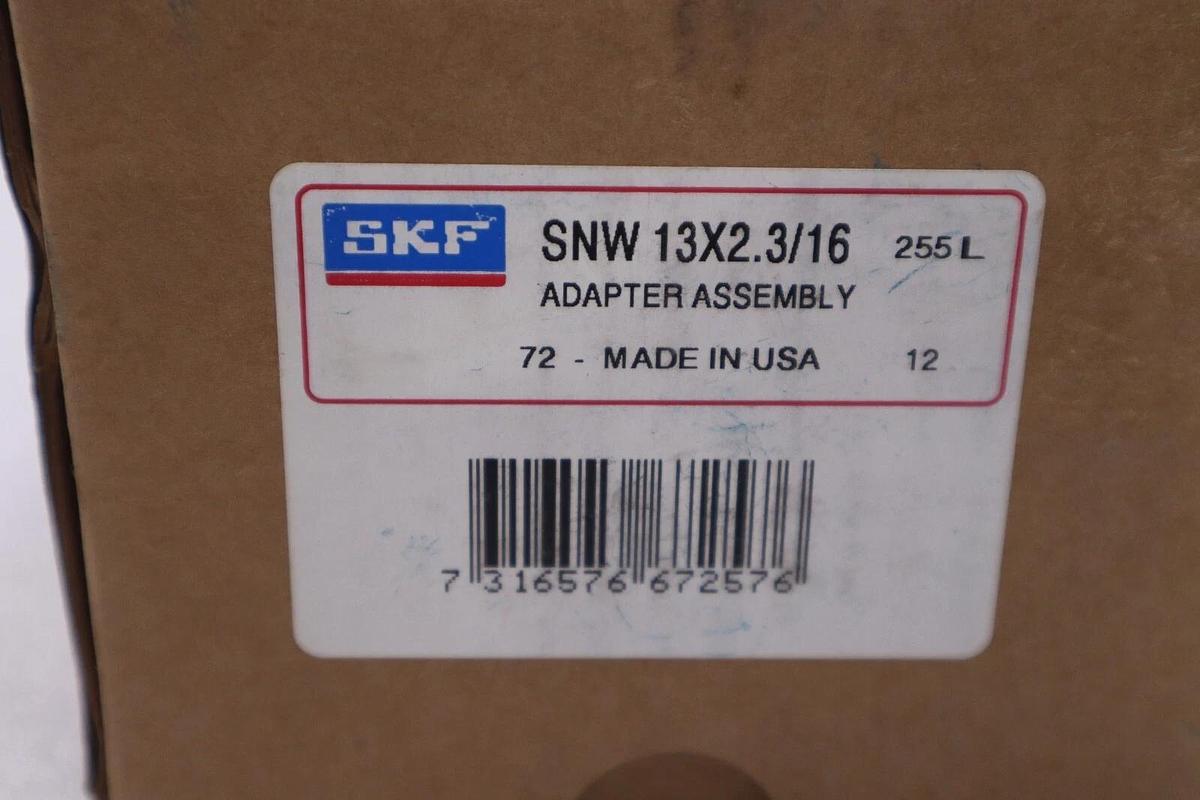 SKF SNW 13X2.3/16 255 L
ADAPTER ASSEMBLY
72 - MADE IN USA 12
7 316576 672576